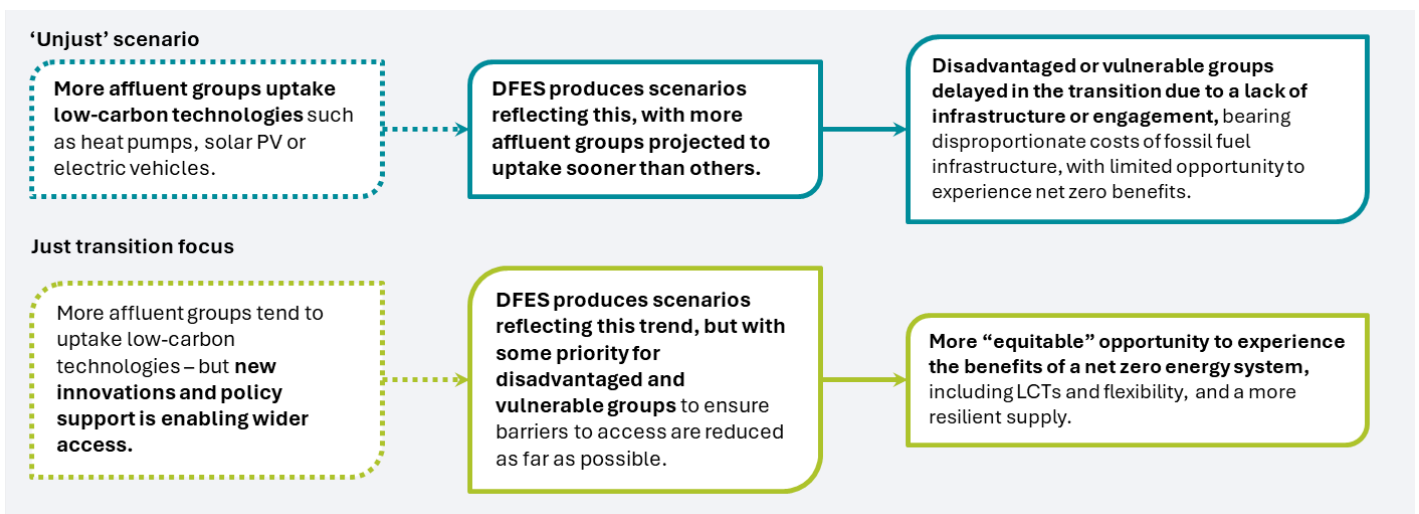 ‘Unjust’ scenario
More affluent groups uptake
low-carbon technologies such
as heat pumps, solar PV or
electric vehicles.
DFES produces scenarios
reflecting this, with more
affluent groups projected to
uptake sooner than others.
Disadvantaged or vulnerable groups
delayed in the transition due to a lack of
infrastructure or engagement, bearing
disproportionate costs of fossil fuel
infrastructure, with limited opportunity to
experience net zero benefits.
Just transition focus
More affluent groups tend to
uptake low-carbon
technologies – but new
innovations and policy
support is enabling wider
access.
DFES produces scenarios
reflecting this trend, but with
some priority for
disadvantaged and
vulnerable groups to ensure
barriers to access are reduced
as far as possible.
More “equitable” opportunity to experience
the benefits of a net zero energy system,
including LCTs and flexibility, and a more
resilient supply.